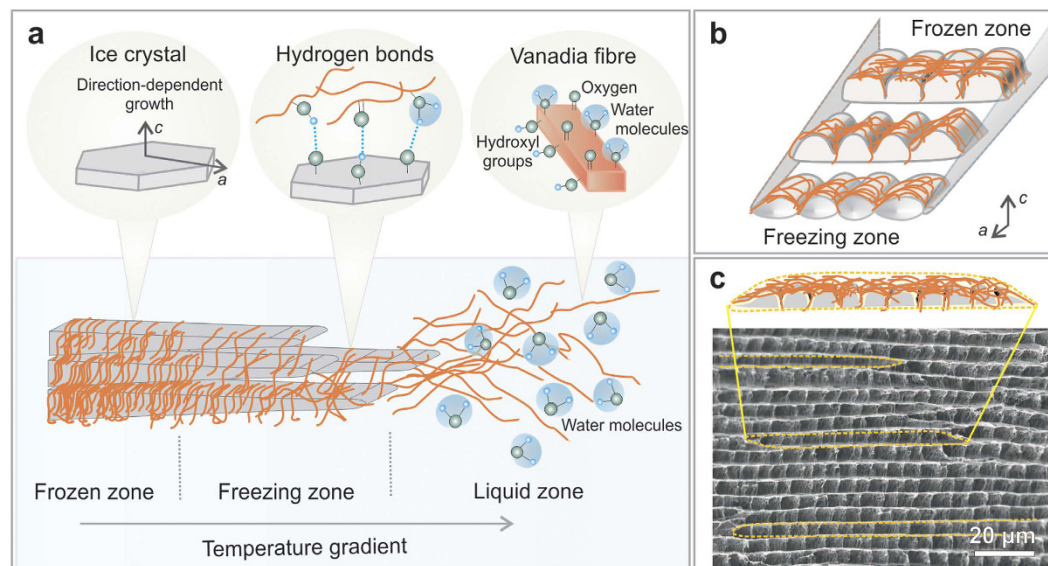 a
Ice crystal
Direction-dependent
growth
c
a
Hydrogen bonds
Vanadia fibre
Oxygen
Water
molecules
Hydroxyl
groups
Water molecules
Frozen zone
Freezing zone
Liquid zone
Temperature gradient
b
Frozen zone
Freezing zone
c
a
c
20 µm